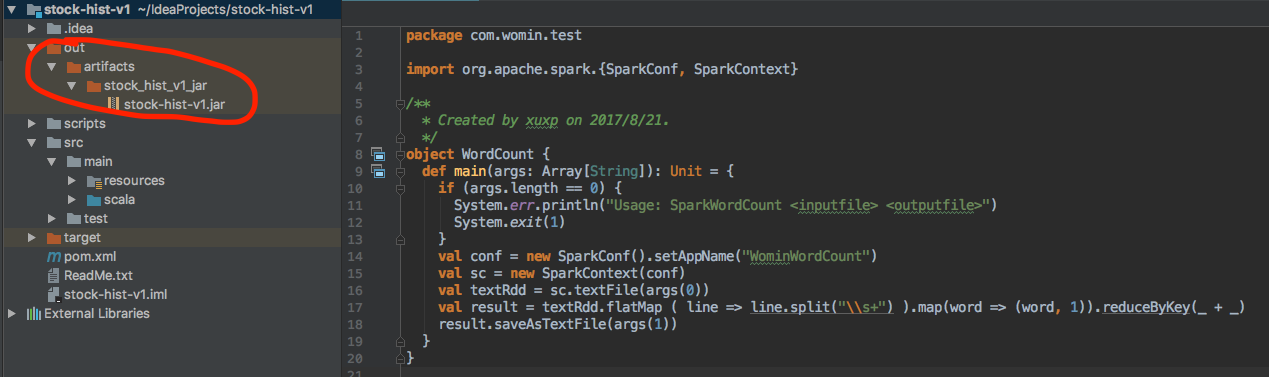 stock-hist-v1 ~/IdeaProjects/stock-hist-v1
.idea
out
artifacts
stock_hist_v1_jar
stock-hist-v1.jar
scripts
src
main
resources
scala
test
target
pom.xml
ReadMe.txt
stock-hist-v1.iml
External Libraries
1 package com.womin.test
2
3 import org.apache.spark.{SparkConf, SparkContext}
4
5 /**
6 * Created by xuxp on 2017/8/21.
7 */
8 object WordCount {
9 def main(args: Array[String]): Unit = {
10 if (args.length == 0) {
11 System.err.println("Usage: SparkWordCount <inputfile> <outputfile>")
12 System.exit(1)
13 }
14 val conf = new SparkConf().setAppName("WominWordCount")
15 val sc = new SparkContext(conf)
16 val textRdd = sc.textFile(args(0))
17 val result = textRdd.flatMap ( line => line.split("\\s+") ).map(word => (word, 1)).reduceByKey(_ + _)
18 result.saveAsTextFile(args(1))
19 }
20 }
21